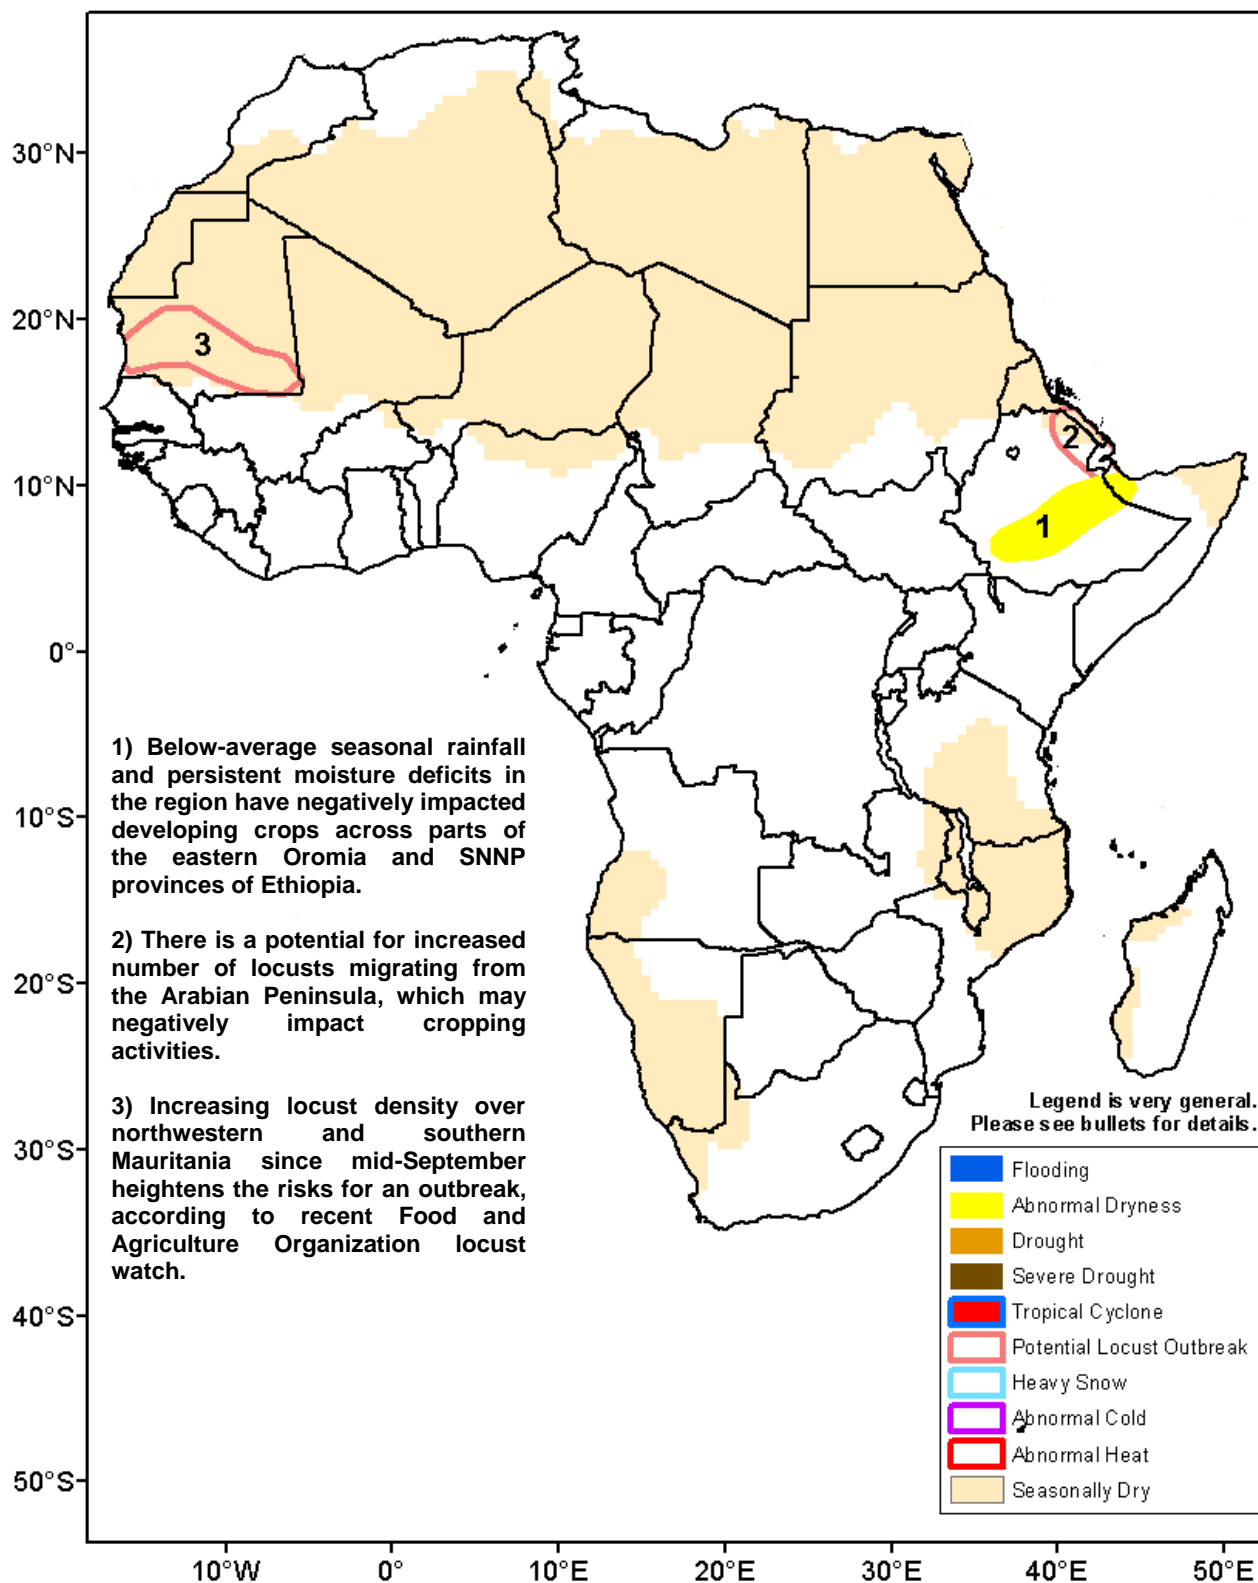 30°N
20°N
3
2
10°N
1
0°
1) Below-average seasonal rainfall
and persistent moisture deficits in
the region have negatively impacted
developing crops across parts of
the eastern Oromia and SNNP
provinces of Ethiopia.
10°S
2) There is a potential for increased
number of locusts migrating from
the Arabian Peninsula, which may
negatively impact cropping
activities.
20°S
3) Increasing locust density over
northwestern and southern
Mauritania since mid-September
heightens the risks for an outbreak,
according to recent Food and
Agriculture Organization locust
watch.
30°S
40°S
50°S
Legend is very general.
Please see bullets for details.
Flooding
Abnormal Dryness
Drought
Severe Drought
Tropical Cyclone
Potential Locust Outbreak
Heavy Snow
Abnormal Cold
Abnormal Heat
Seasonally Dry
10°W 0° 10°E 20°E 30°E 40°E 50°E